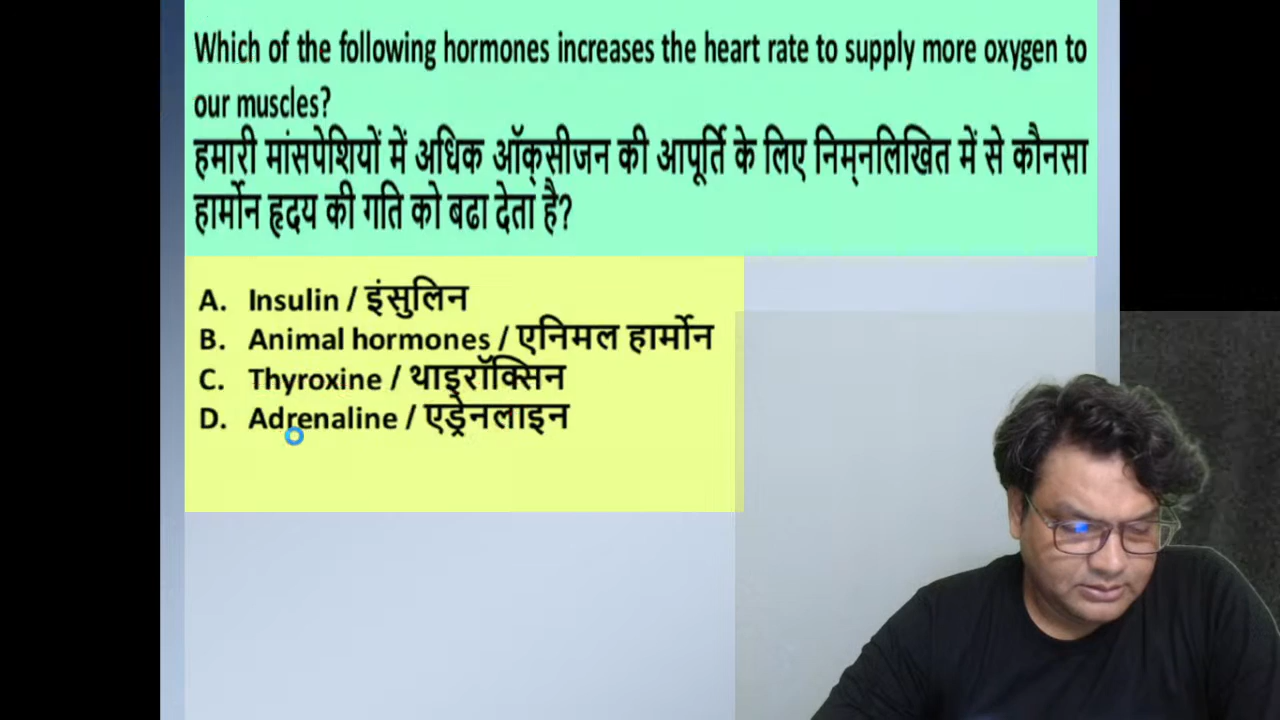 Which of the following hormones increases the heart rate to supply more oxygen to
our muscles?
हमारी मांसपेशियों में अधिक ऑक्सीजन की आपूर्ति के लिए निम्नलिखित में से कौनसा
हार्मोन हृदय की गति को बढा देता है?
A. Insulin / इंसुलिन
B. Animal hormones / एनिमल हार्मोन
C. Thyroxine / थाइरॉक्सिन
D. Adrenaline / एड्रेनलाइन